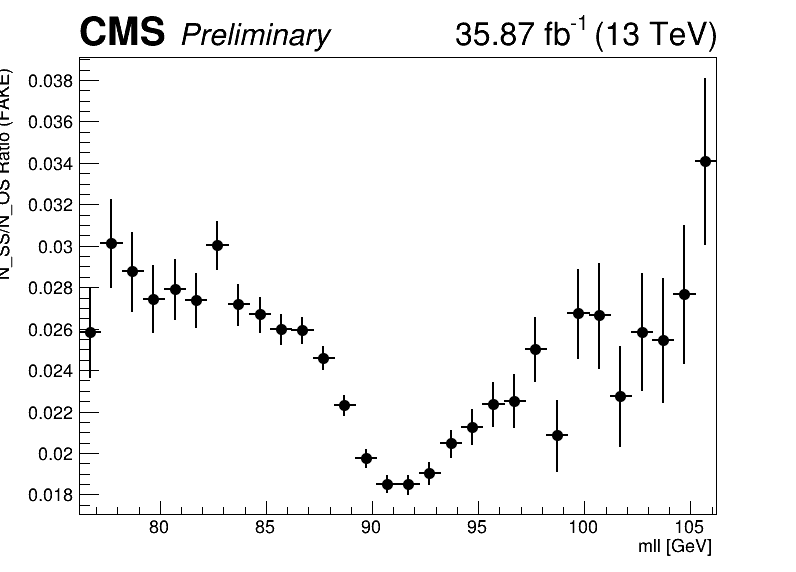 CMS Preliminary 35.87 fb⁻¹ (13 TeV)
N_SS/N_OS Ratio (FAKE)
0.038
0.036
0.034
0.032
0.03
0.028
0.026
0.024
0.022
0.02
0.018
80 85 90 95 100 105
mll [GeV]